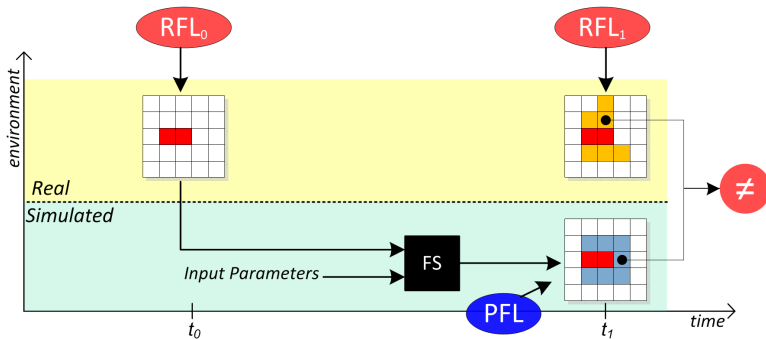 RFL0
RFL1
environment
Real
Simulated
≠
Input Parameters
FS
PFL
t0
t1
time